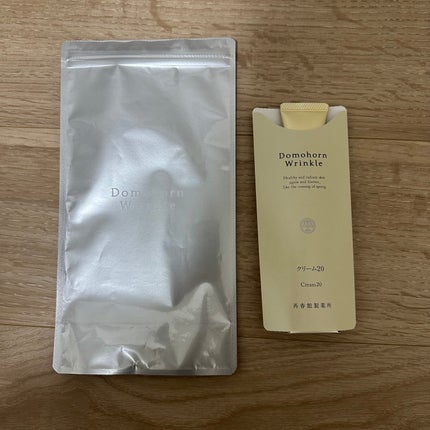 Domohorn
Wrinkle
Domohorn
Wrinkle
Healthy and radiant skin
again and forever,
like the coming of spring.
クリーム20
Cream20
再春館製薬所